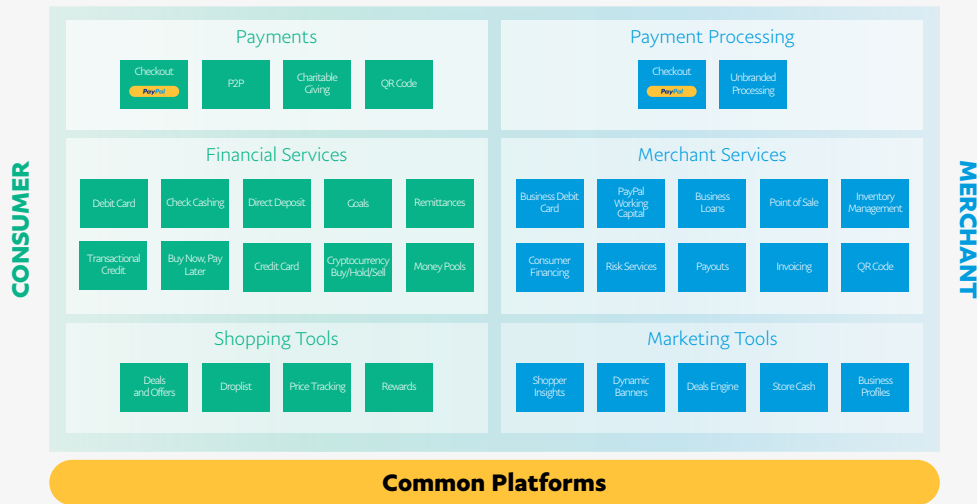 CONSUMER
Payments
Checkout
PayPal
P2P
Charitable
Giving
QR Code
Financial Services
Debit Card
Check Cashing
Direct Deposit
Goals
Remittances
Transactional
Credit
Buy Now, Pay
Later
Credit Card
Cryptocurrency
Buy/Hold/Sell
Money Pools
Shopping Tools
Deals
and Offers
Droplist
Price Tracking
Rewards
Payment Processing
Checkout
PayPal
Unbranded
Processing
Merchant Services
Business Debit
Card
PayPal
Working
Capital
Business
Loans
Point of Sale
Inventory
Management
Consumer
Financing
Risk Services
Payouts
Invoicing
QR Code
Marketing Tools
Shopper
Insights
Dynamic
Banners
Deals Engine
Store Cash
Business
Profiles
MERCHANT
Common Platforms